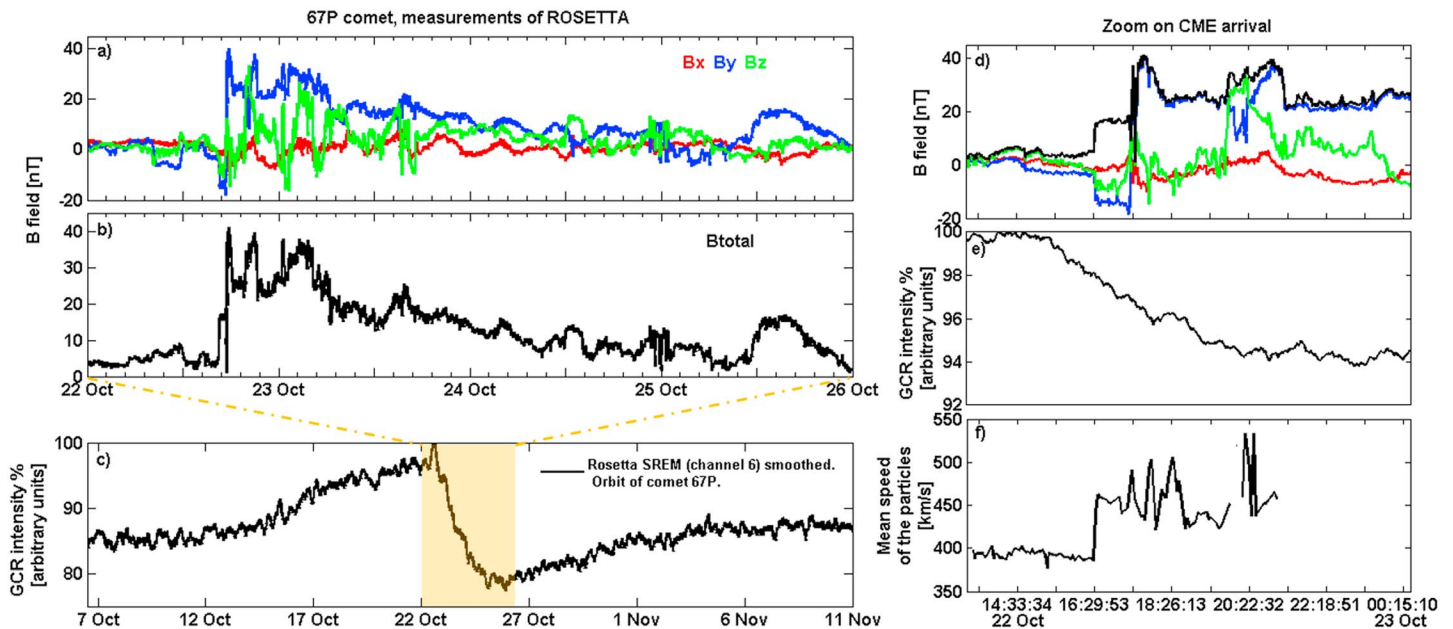 67P comet, measurements of ROSETTA
a)
Bx By Bz
40
20
0
-20
B field [nT]
b)
Btotal
40
30
20
10
0
22 Oct 23 Oct 24 Oct 25 Oct 26 Oct
c)
Rosetta SREM (channel 6) smoothed.
Orbit of comet 67P.
GCR intensity %
[arbitrary units]
100
90
80
7 Oct 12 Oct 17 Oct 22 Oct 27 Oct 1 Nov 6 Nov 11 Nov
Zoom on CME arrival
d)
B field [nT]
40
20
0
-20
e)
GCR intensity %
[arbitrary units]
100
98
96
94
92
f)
Mean speed
of the particles
[km/s]
550
500
450
400
350
14:33:34 16:29:53 18:26:13 20:22:32 22:18:51 00:15:10
22 Oct 23 Oct